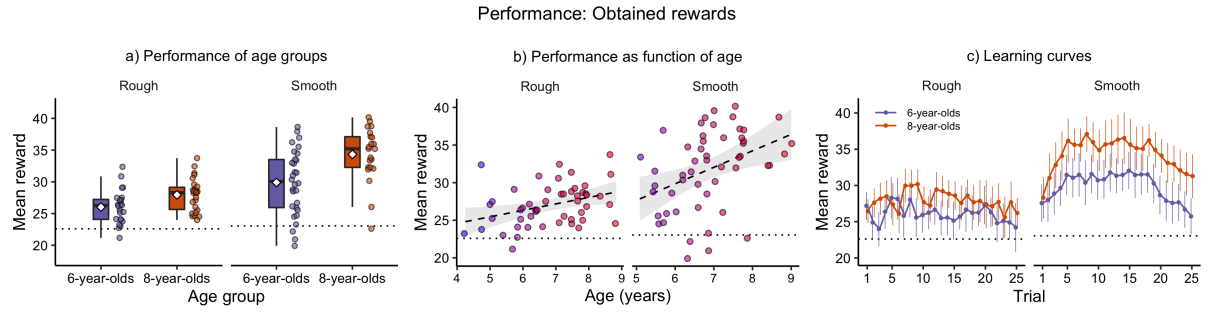 Performance: Obtained rewards
a) Performance of age groups
Rough
Smooth
Mean reward
40
35
30
25
20
6-year-olds 8-year-olds 6-year-olds 8-year-olds
Age group
b) Performance as function of age
Rough
Smooth
Mean reward
40
35
30
25
20
4 5 6 7 8 9 5 6 7 8 9
Age (years)
c) Learning curves
Rough
Smooth
6-year-olds
8-year-olds
Mean reward
40
35
30
25
20
1 5 10 15 20 25 1 5 10 15 20 25
Trial